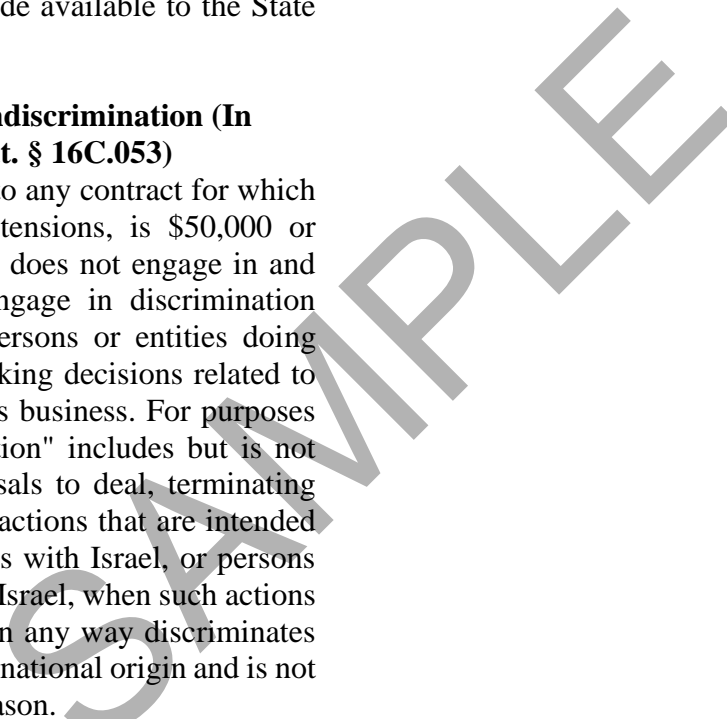 de available to the State
ndiscrimination (In
t. § 16C.053)
to any contract for which
tensions, is $50,000 or
does not engage in and
ngage in discrimination
ersons or entities doing
king decisions related to
s business. For purposes
tion" includes but is not
sals to deal, terminating
actions that are intended
s with Israel, or persons
Israel, when such actions
n any way discriminates
national origin and is not
ason.
SAMPLE